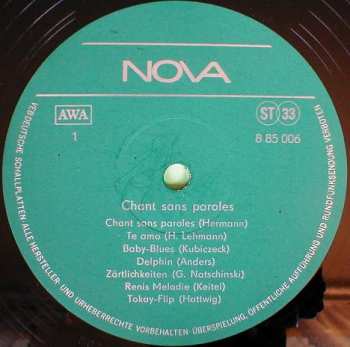 NOVA
AWA
ST 33
1
8 85 006
Chant sans paroles
Chant sans paroles (Hermann)
Te amo (H. Lehmann)
Baby-Blues (Kubiczeck)
Delphin (Anders)
Zärtlichkeiten (G. Natschinski)
Renis Melodie (Keitel)
Tokay-Flip (Hattwig)
VEB DEUTSCHE SCHALLPLATTEN ALLE HERSTELLER- UND URHEBERRECHTE VORBEHALTEN ÜBERSPIELUNG, ÖFFENTLICHE AUFFÜHRUNG UND RUNDFUNKSENDUNG VERBOTEN